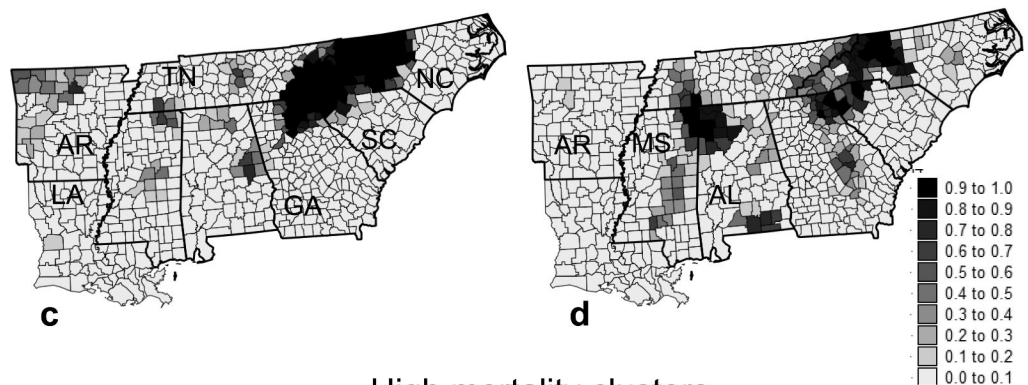 TN
NC
AR
SC
LA
GA
c
AR
MS
AL
d
0.9 to 1.0
0.8 to 0.9
0.7 to 0.8
0.6 to 0.7
0.5 to 0.6
0.4 to 0.5
0.3 to 0.4
0.2 to 0.3
0.1 to 0.2
0.0 to 0.1
High mortality clusters